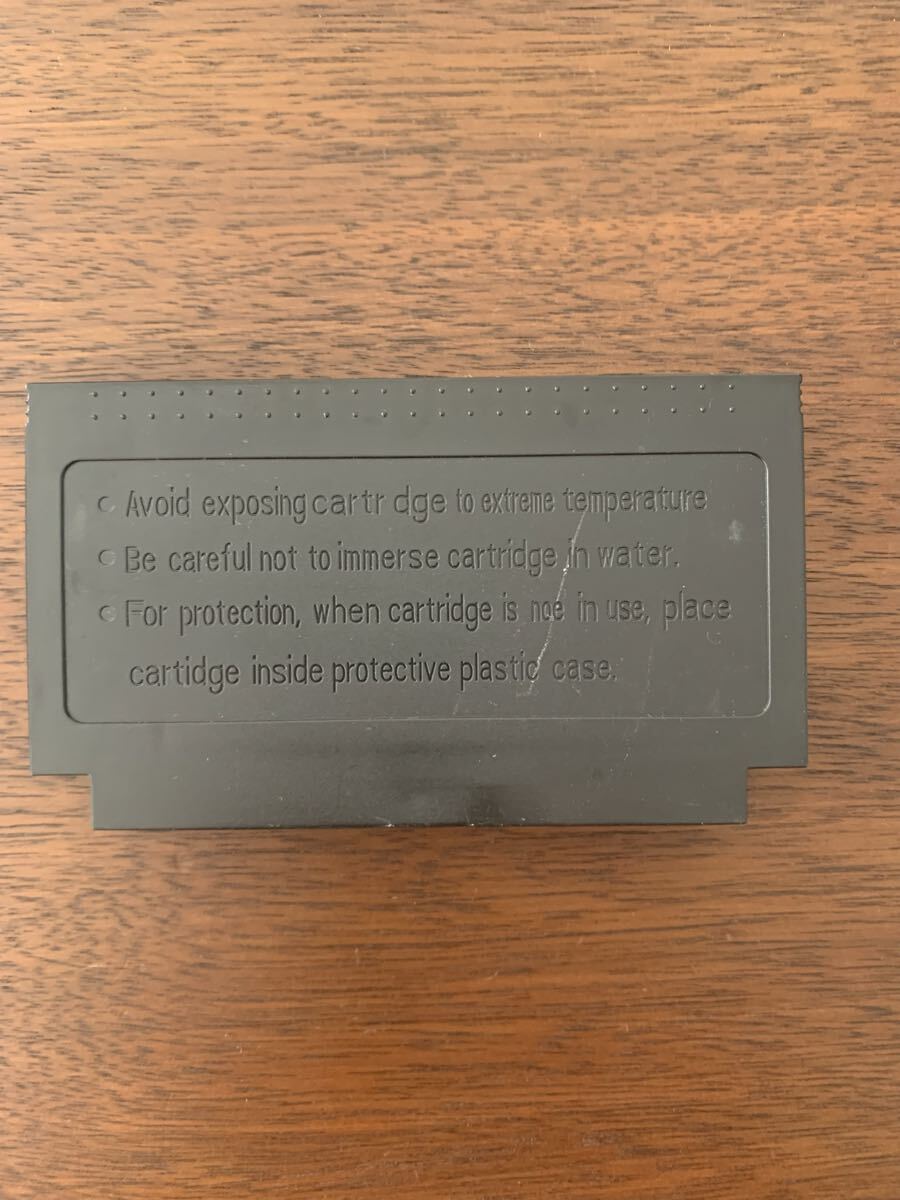 Avoid exposing cartr dge to extreme temperature
Be careful not to immerse cartridge in water.
For protection, when cartridge is noe in use, place
cartidge inside protective plastic case.